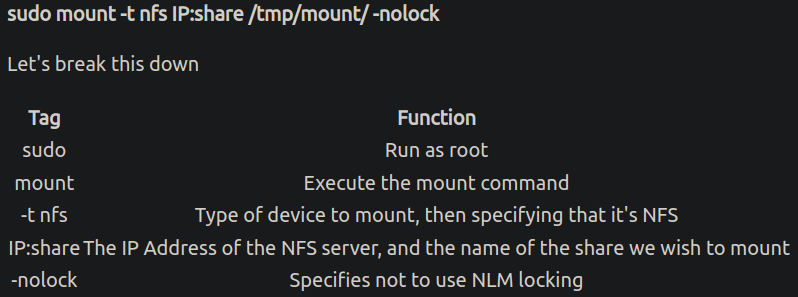 sudo mount -t nfs IP:share /tmp/mount/ -nolock
Let's break this down
Tag Function
sudo Run as root
mount Execute the mount command
-t nfs Type of device to mount, then specifying that it's NFS
IP:share The IP Address of the NFS server, and the name of the share we wish to mount
-nolock Specifies not to use NLM locking